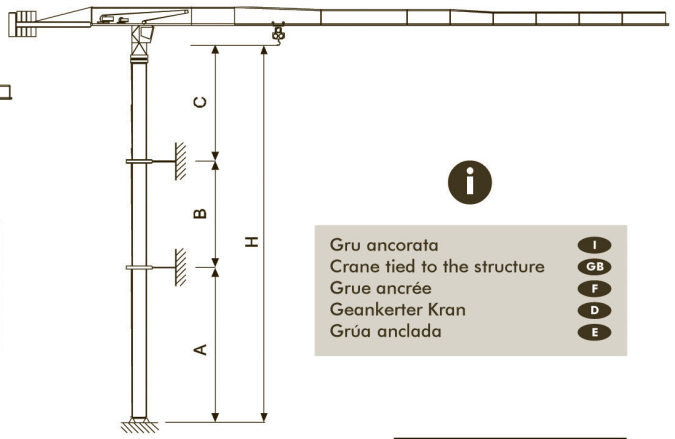 C
B
H
A
i
Gru ancorata I
Crane tied to the structure GB
Grue ancrée F
Geankerter Kran D
Grúa anclada E